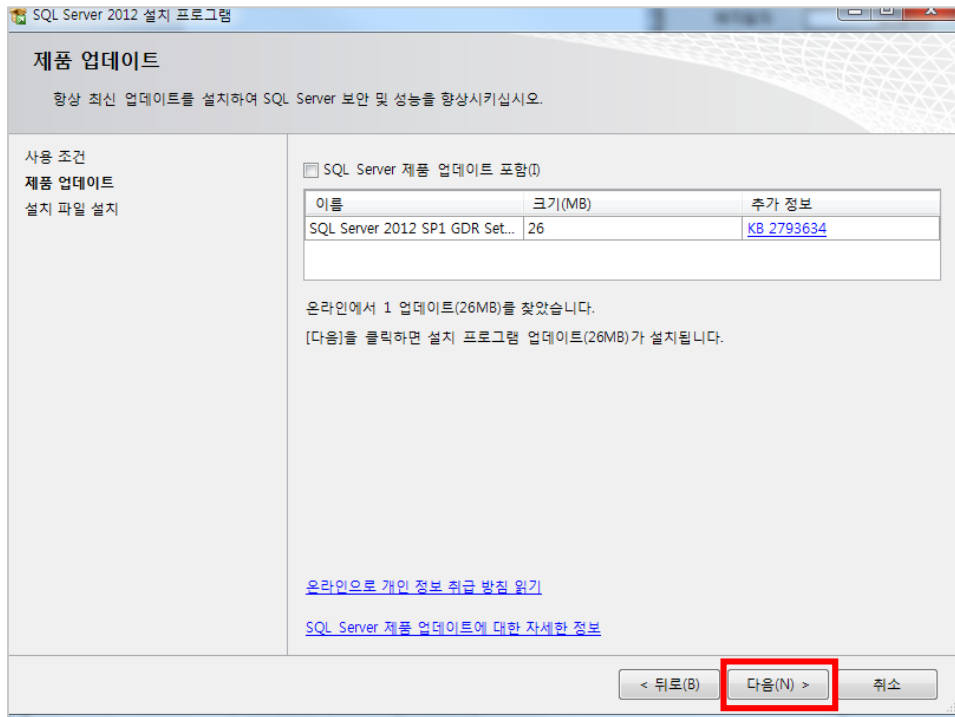 SQL Server 2012 설치 프로그램
제품 업데이트
항상 최신 업데이트를 설치하여 SQL Server 보안 및 성능을 향상시키십시오.
사용 조건
제품 업데이트
설치 파일 설치
SQL Server 제품 업데이트 포함(I)
이름 크기(MB) 추가 정보
SQL Server 2012 SP1 GDR Set... 26 KB 2793634
온라인에서 1 업데이트(26MB)를 찾았습니다.
[다음]을 클릭하면 설치 프로그램 업데이트(26MB)가 설치됩니다.
온라인으로 개인 정보 취급 방침 읽기
SQL Server 제품 업데이트에 대한 자세한 정보
< 뒤로(B) 다음(N) > 취소